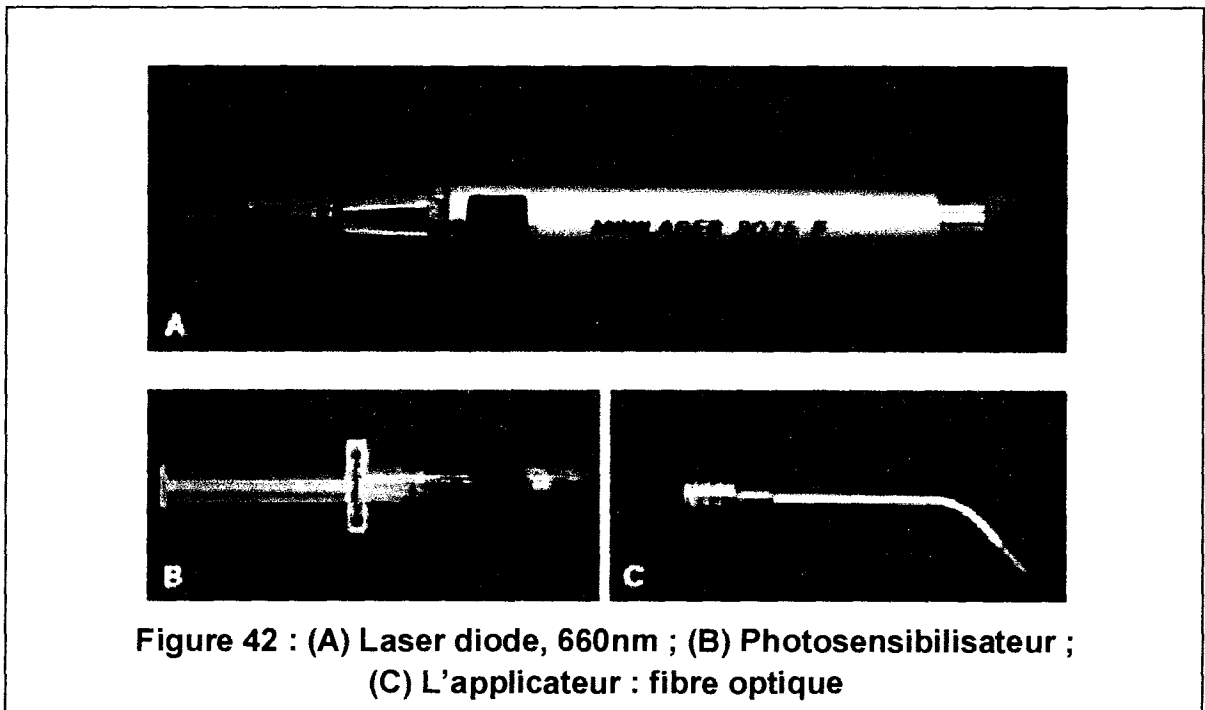 A
B
C
Figure 42 : (A) Laser diode, 660nm ; (B) Photosensibilisateur ;
(C) L'applicateur : fibre optique